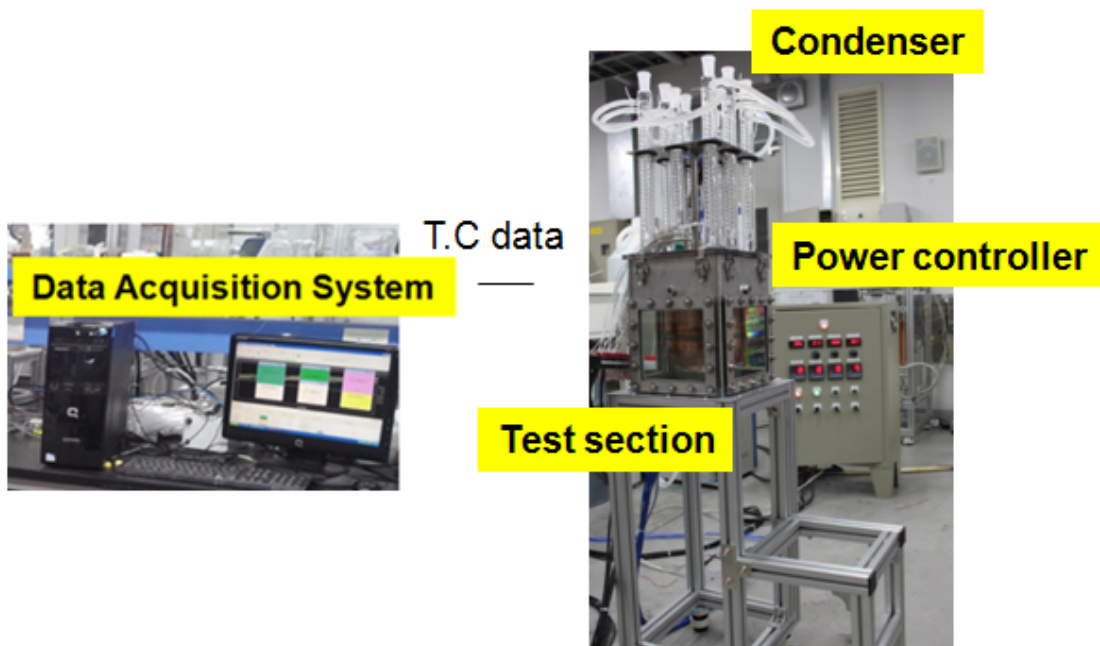 Condenser
T.C data
Power controller
Data Acquisition System
Test section